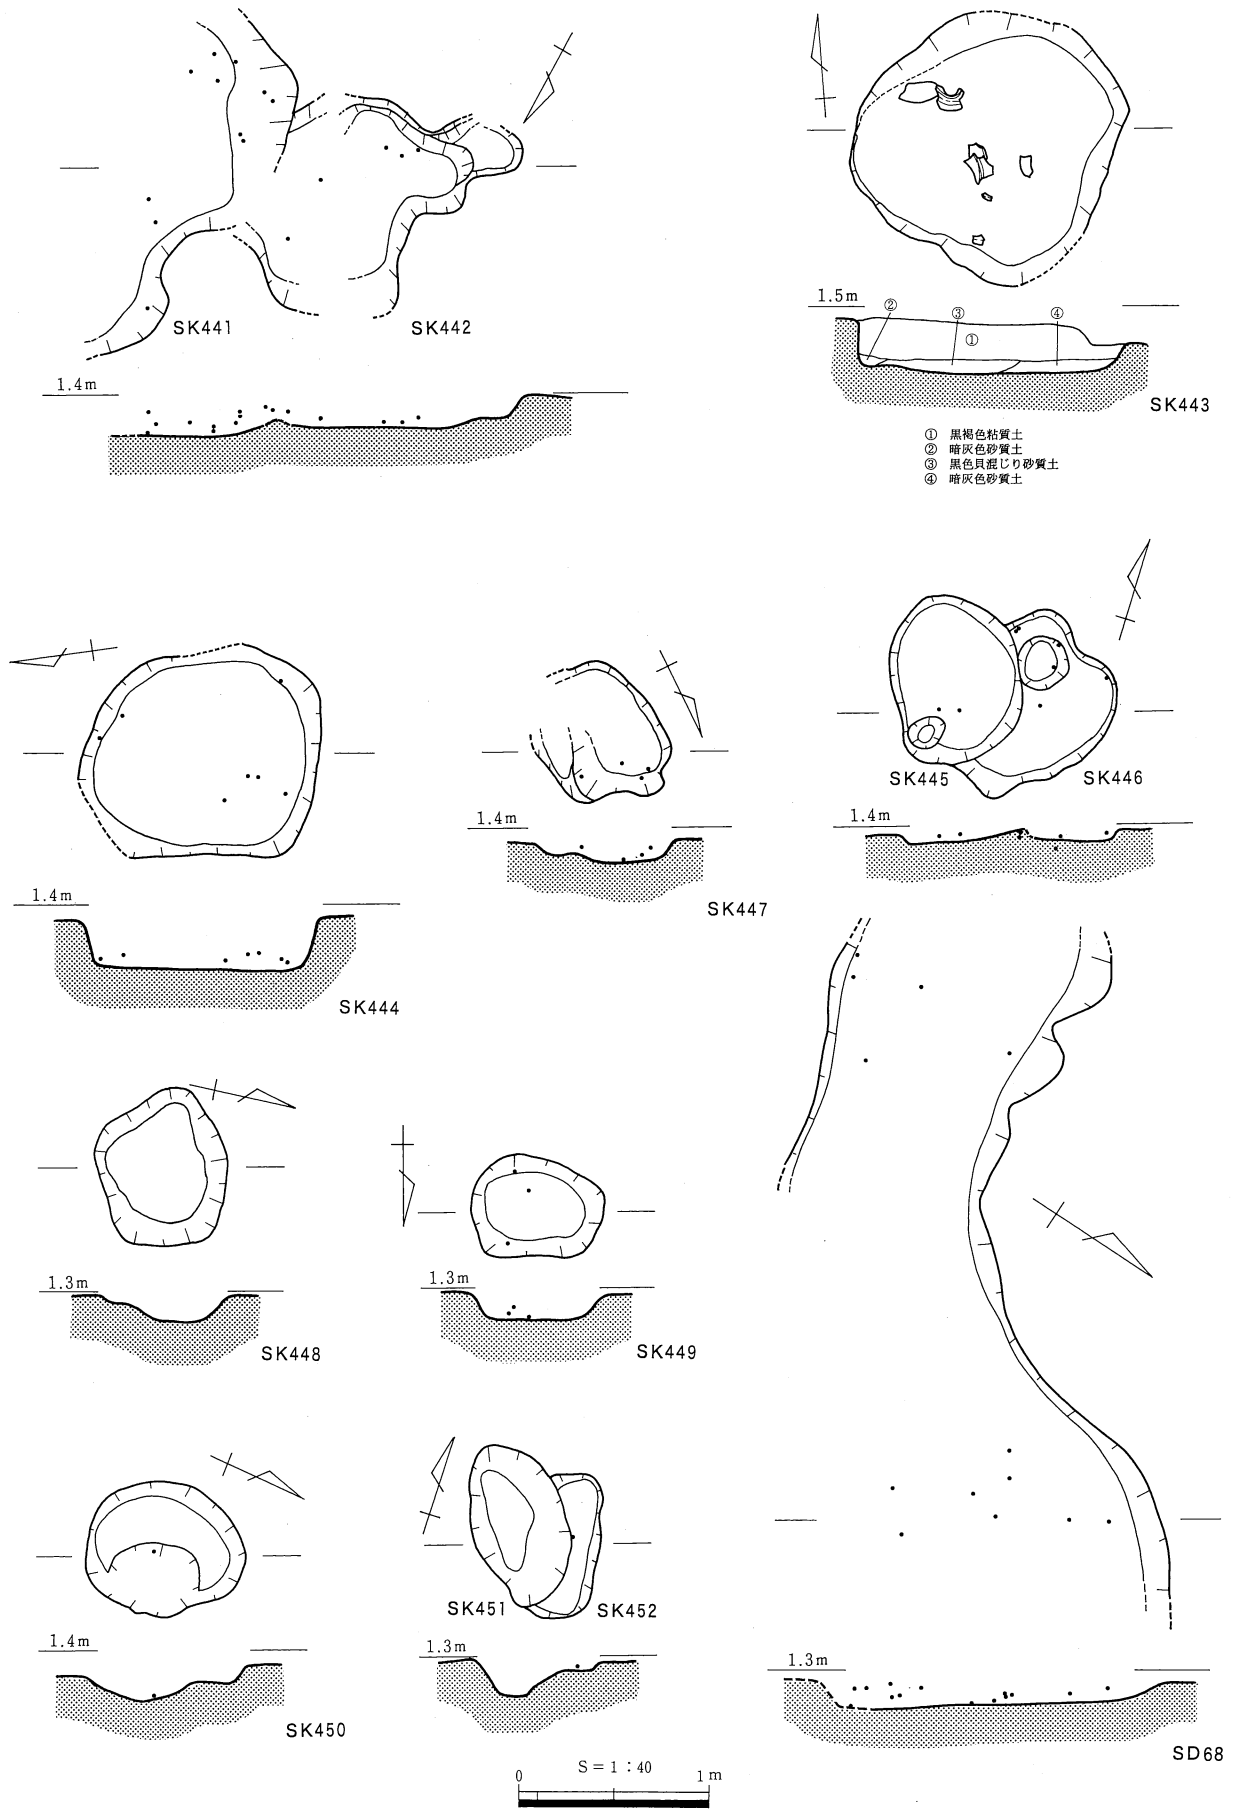 SK441
SK442
1.4m
1.5m
②
③
④
①
SK443
① 黒褐色粘質土
② 暗灰色砂質土
③ 黒色貝混じり砂質土
④ 暗灰色砂質土
SK445
SK446
1.4m
1.4m
SK447
1.4m
SK444
1.3m
SK448
1.3m
SK449
SK451
SK452
1.4m
SK450
1.3m
1.3m
SD68
S=1:40
0
1m